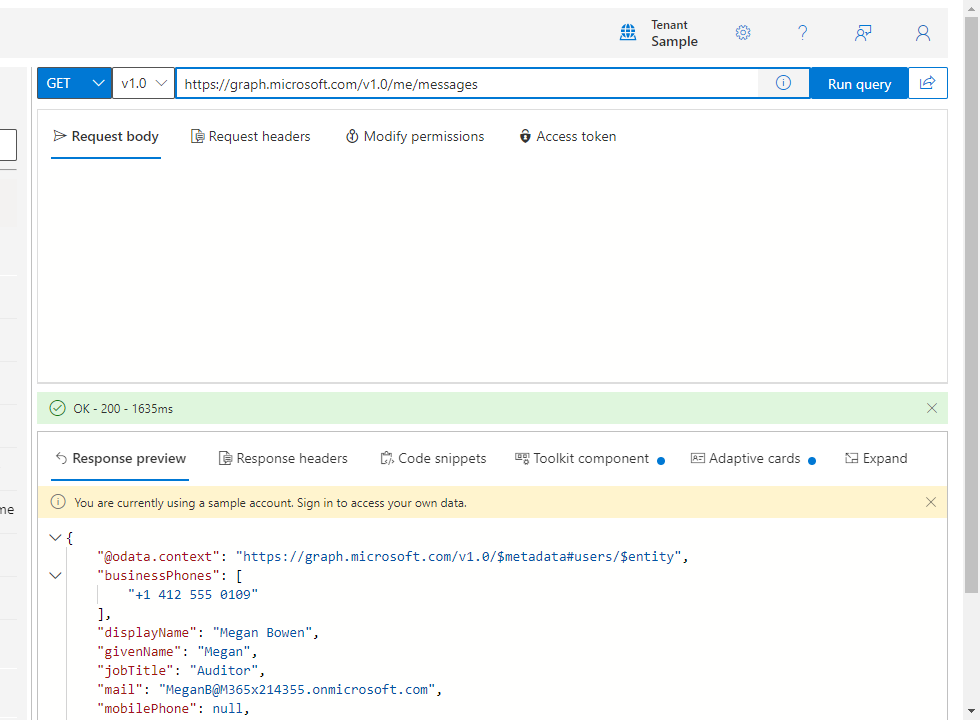 Tenant
Sample
GET v1.0 https://graph.microsoft.com/v1.0/me/messages Run query
Request body Request headers Modify permissions Access token
OK - 200 - 1635ms
Response preview Response headers Code snippets Toolkit component Adaptive cards Expand
You are currently using a sample account. Sign in to access your own data.
me
{
"@odata.context": "https://graph.microsoft.com/v1.0/$metadata#users/$entity",
"businessPhones": [
"+1 412 555 0109"
],
"displayName": "Megan Bowen",
"givenName": "Megan",
"jobTitle": "Auditor",
"mail": "MeganB@M365x214355.onmicrosoft.com",
"mobilePhone": null,